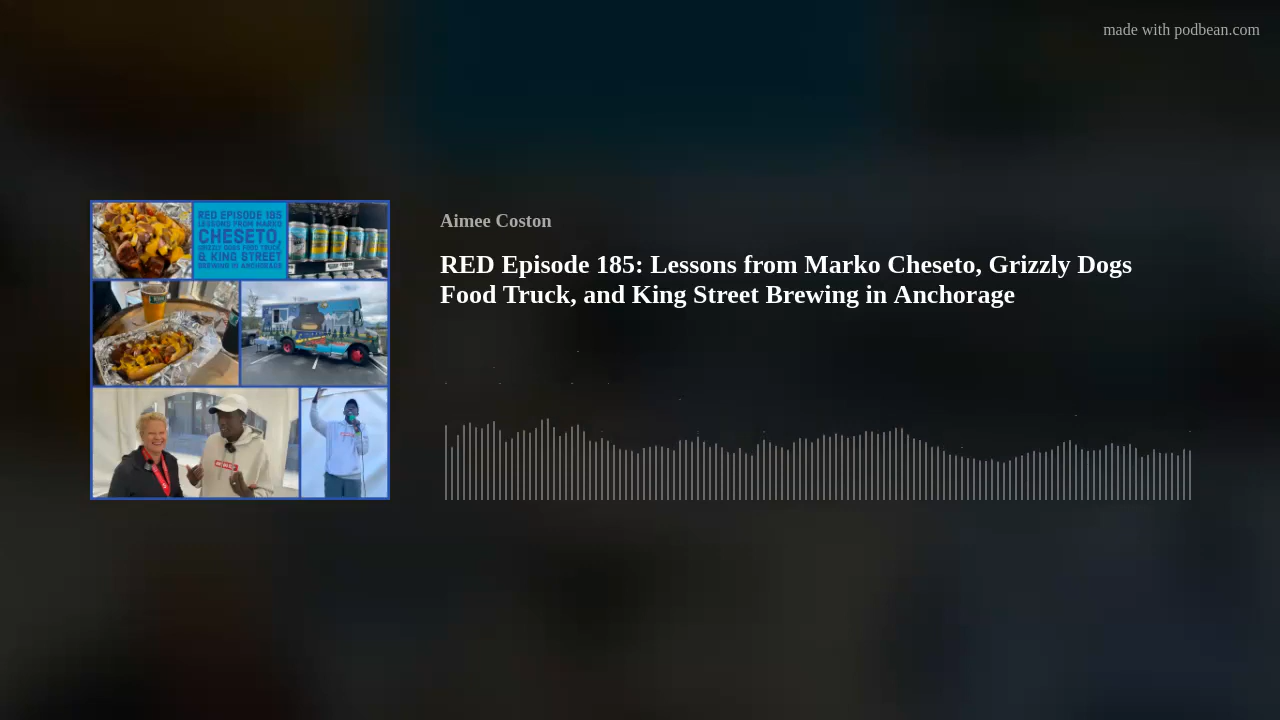 made with podbean.com
RED EPISODE 185
LESSONS FROM MARKO
CHESETO,
GRIZZLY DOGS FOOD TRUCK,
& KING STREET
BREWING IN ANCHORAGE
Aimee Coston
RED Episode 185: Lessons from Marko Cheseto, Grizzly Dogs
Food Truck, and King Street Brewing in Anchorage